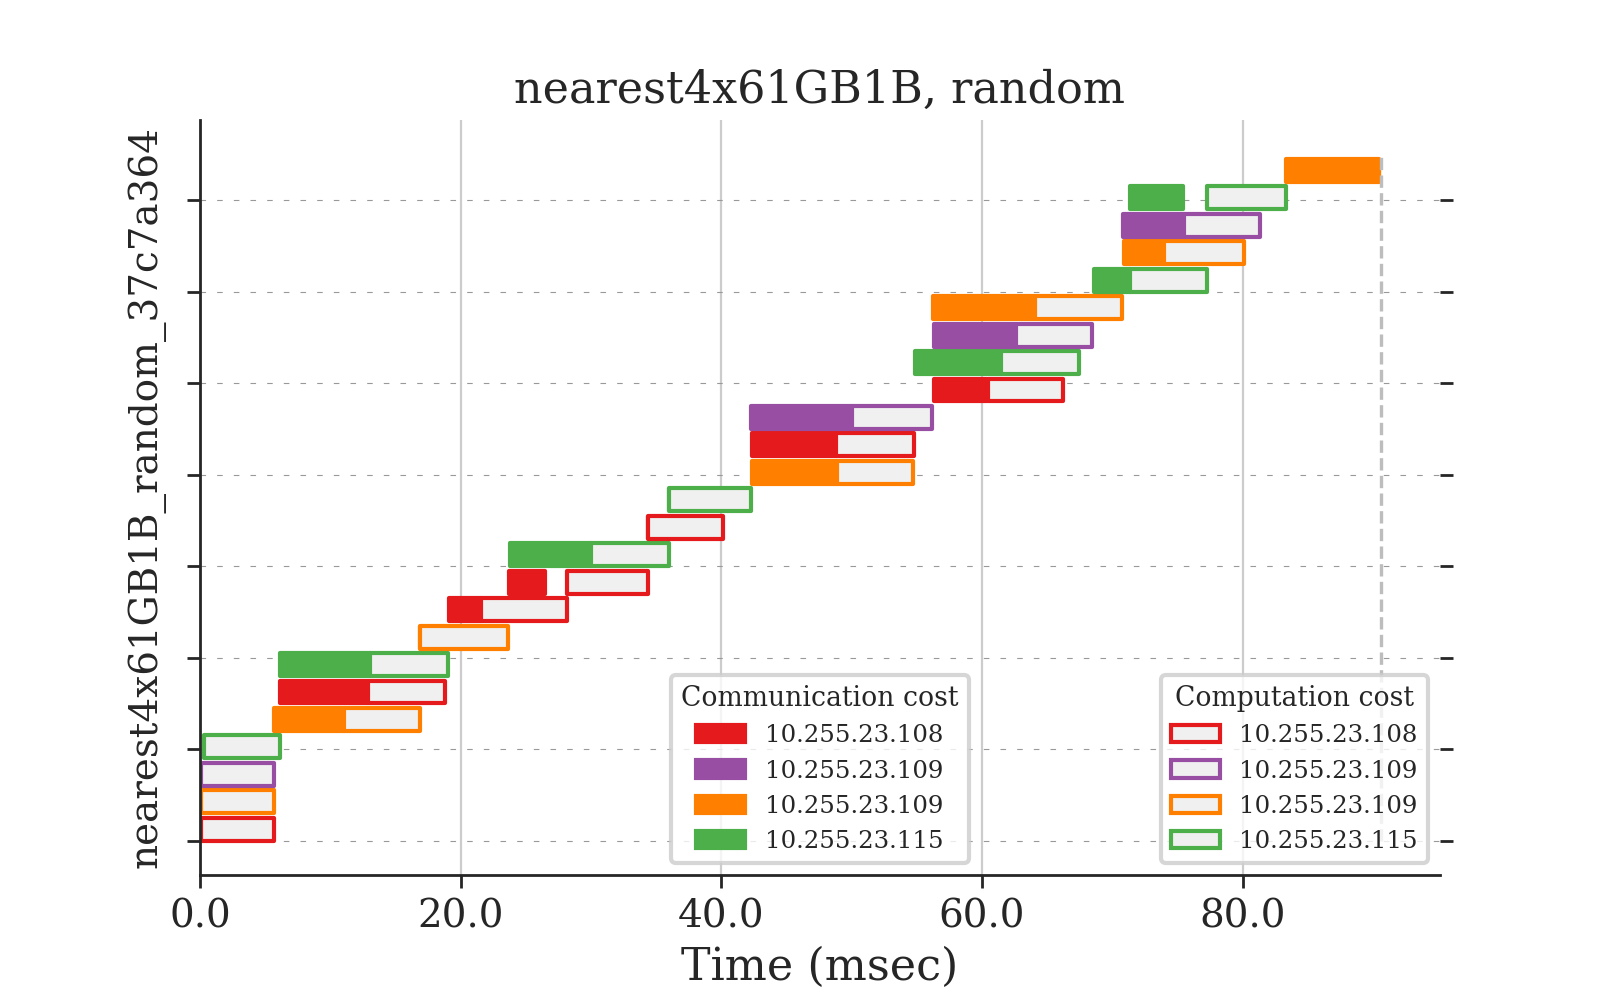 nearest4x61GB1B, random
nearest4x61GB1B_random_37c7a364
Communication cost
10.255.23.108
10.255.23.109
10.255.23.109
10.255.23.115
Computation cost
10.255.23.108
10.255.23.109
10.255.23.109
10.255.23.115
0.0 20.0 40.0 60.0 80.0
Time (msec)